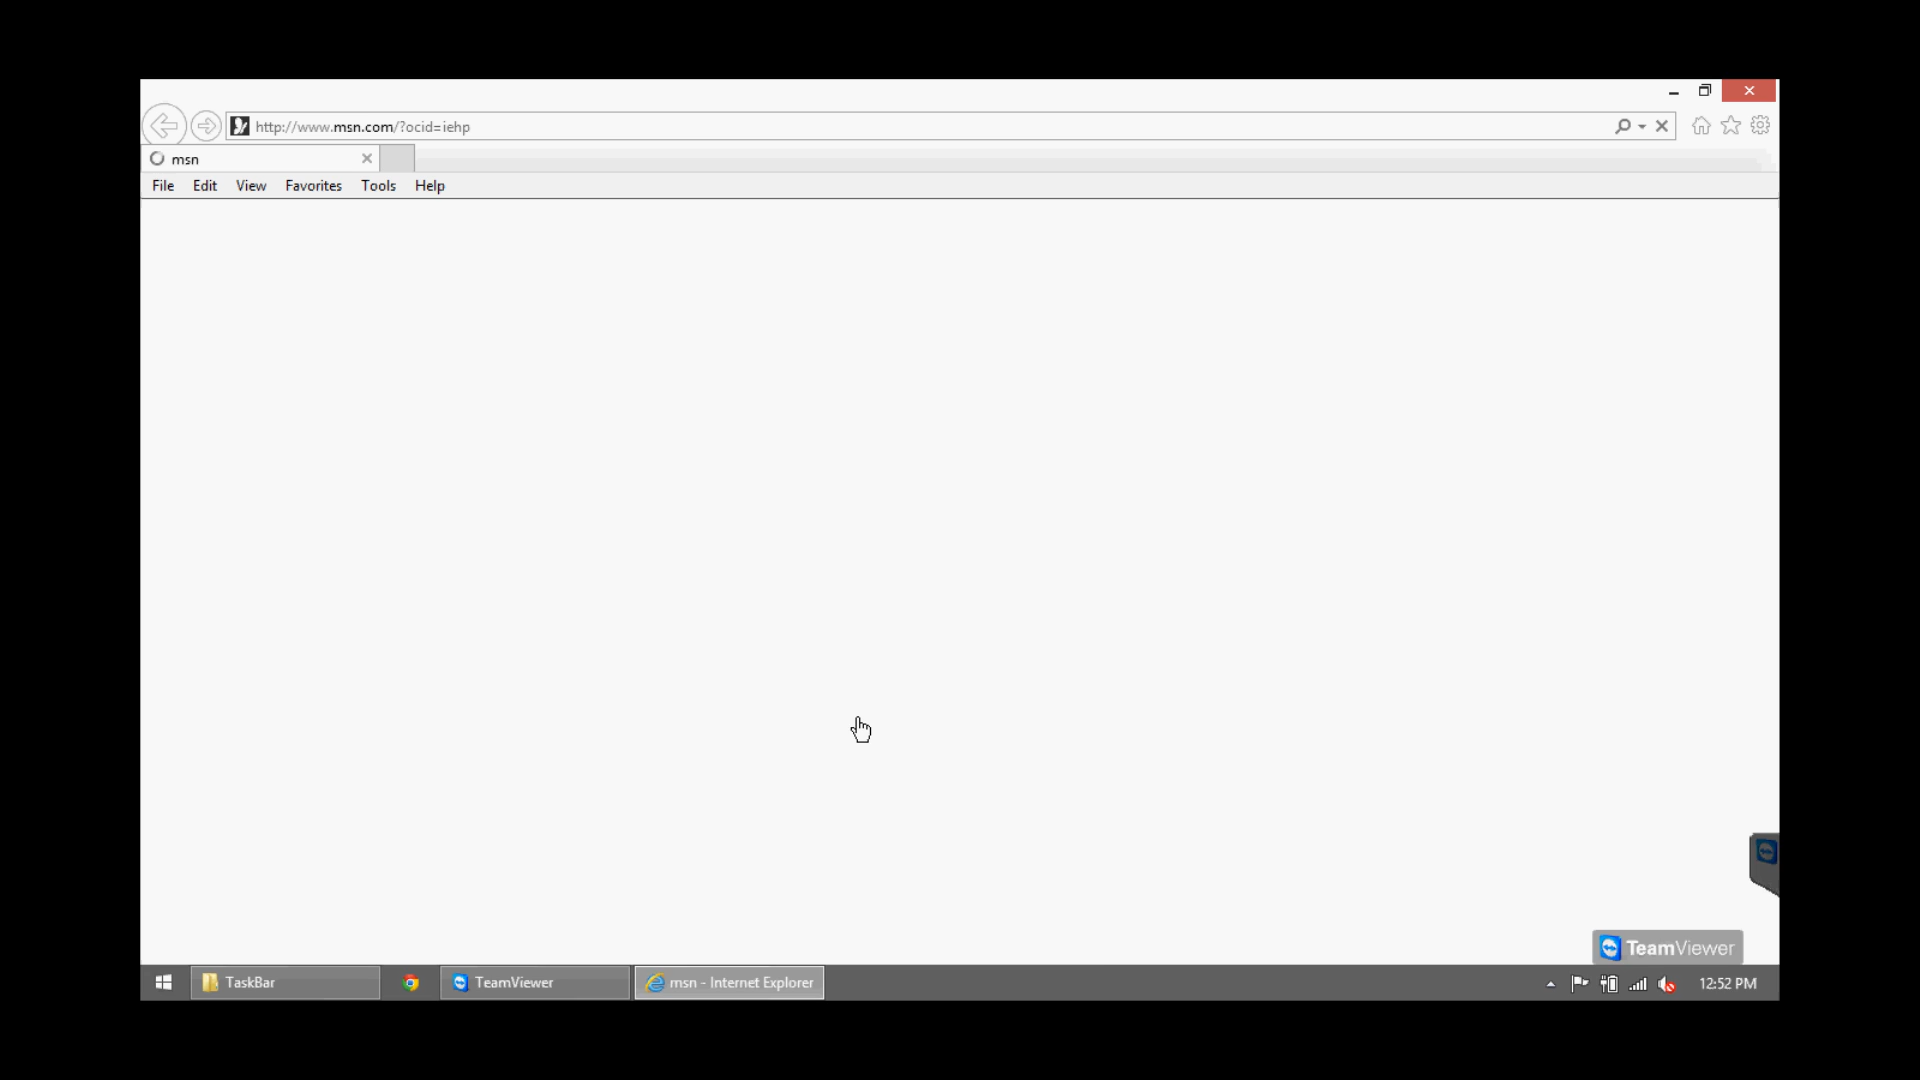 http://www.msn.com/?ocid=iehp
msn
File Edit View Favorites Tools Help
TeamViewer
TaskBar TeamViewer msn - Internet Explorer 12:52 PM